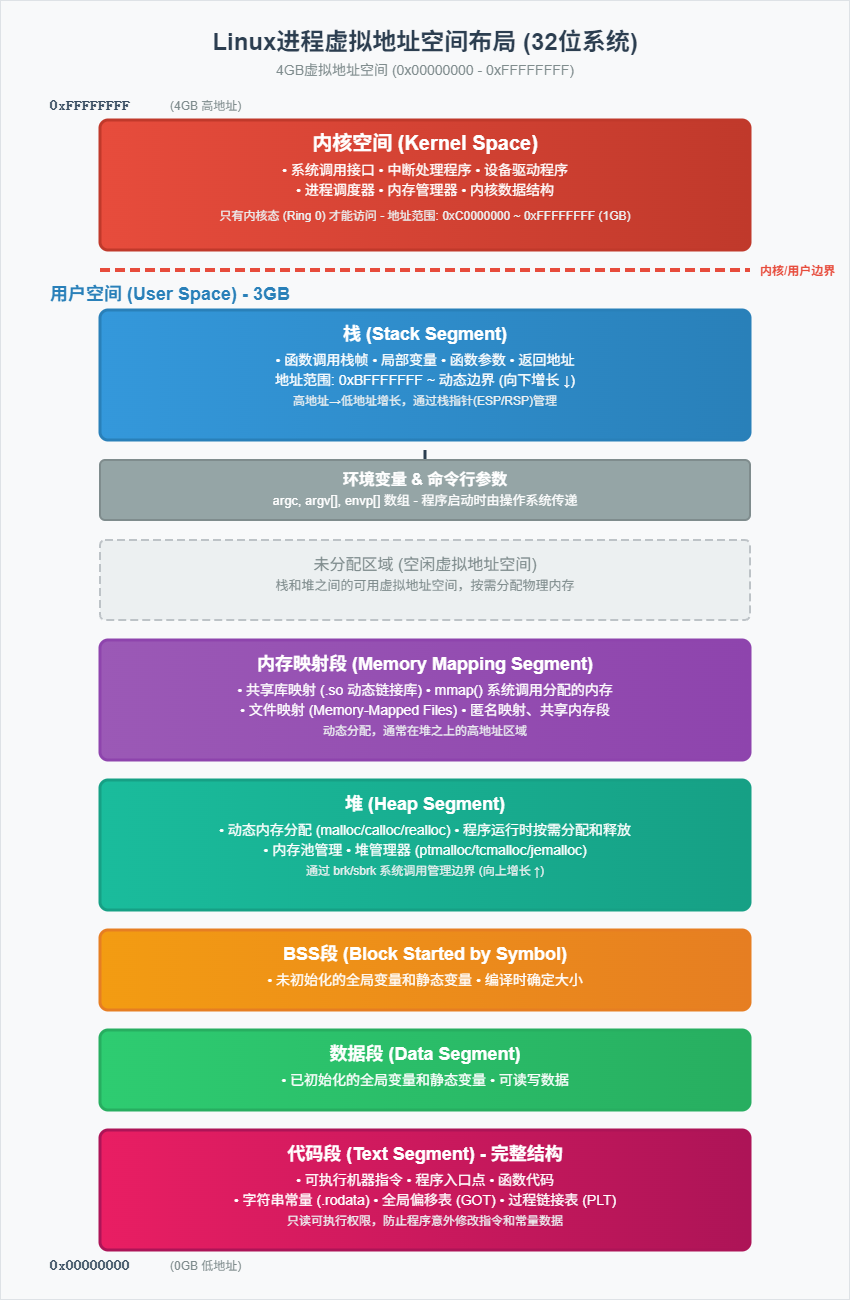 Linux进程虚拟地址空间布局 (32位系统)
4GB虚拟地址空间 (0x00000000 - 0xFFFFFFFF)
0xFFFFFFFF (4GB 高地址)
内核空间 (Kernel Space)
• 系统调用接口 • 中断处理程序 • 设备驱动程序
• 进程调度器 • 内存管理器 • 内核数据结构
只有内核态 (Ring 0) 才能访问 - 地址范围: 0xC0000000 ~ 0xFFFFFFFF (1GB)
内核/用户边界
用户空间 (User Space) - 3GB
栈 (Stack Segment)
• 函数调用栈帧 • 局部变量 • 函数参数 • 返回地址
地址范围: 0xBFFFFFFF ~ 动态边界 (向下增长 ↓)
高地址→低地址增长，通过栈指针(ESP/RSP)管理
环境变量 & 命令行参数
argc, argv[], envp[] 数组 - 程序启动时由操作系统传递
未分配区域 (空闲虚拟地址空间)
栈和堆之间的可用虚拟地址空间，按需分配物理内存
内存映射段 (Memory Mapping Segment)
• 共享库映射 (.so 动态链接库) • mmap() 系统调用分配的内存
• 文件映射 (Memory-Mapped Files) • 匿名映射、共享内存段
动态分配，通常在堆之上的高地址区域
堆 (Heap Segment)
• 动态内存分配 (malloc/calloc/realloc) • 程序运行时按需分配和释放
• 内存池管理 • 堆管理器 (ptmalloc/tcmalloc/jemalloc)
通过 brk/sbrk 系统调用管理边界 (向上增长 ↑)
BSS段 (Block Started by Symbol)
• 未初始化的全局变量和静态变量 • 编译时确定大小
数据段 (Data Segment)
• 已初始化的全局变量和静态变量 • 可读写数据
代码段 (Text Segment) - 完整结构
• 可执行机器指令 • 程序入口点 • 函数代码
• 字符串常量 (.rodata) • 全局偏移表 (GOT) • 过程链接表 (PLT)
只读可执行权限，防止程序意外修改指令和常量数据
0x00000000 (0GB 低地址)